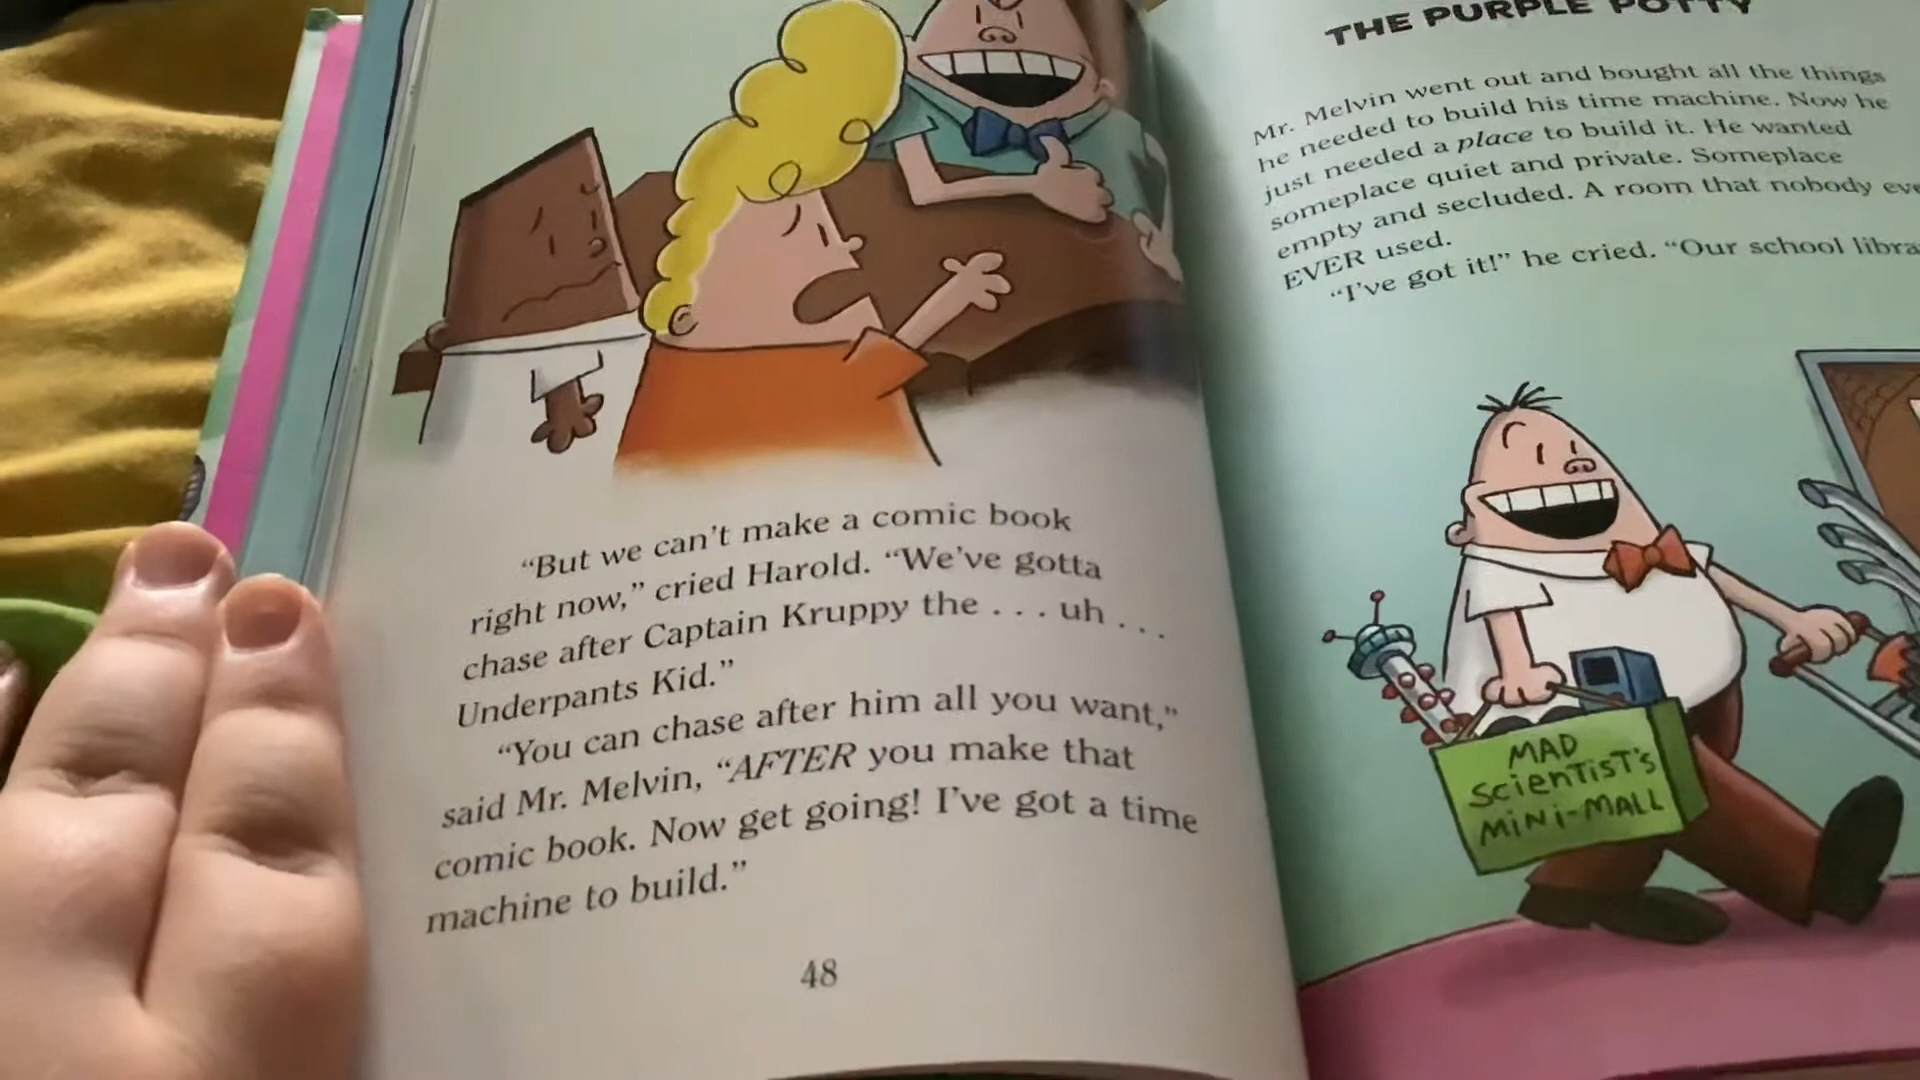 "But we can't make a comic book
right now," cried Harold. "We've gotta
chase after Captain Kruppy the . . . uh . . .
Underpants Kid."
"You can chase after him all you want,"
said Mr. Melvin, "AFTER you make that
comic book. Now get going! I've got a time
machine to build."
48
THE PURPLE POTTY
Mr. Melvin went out and bought all the things
he needed to build his time machine. Now he
just needed a place to build it. He wanted
someplace quiet and private. Someplace
empty and secluded. A room that nobody
EVER used.
"I've got it!" he cried. "Our school
MAD
SCIENTIST'S
MINI-MALL